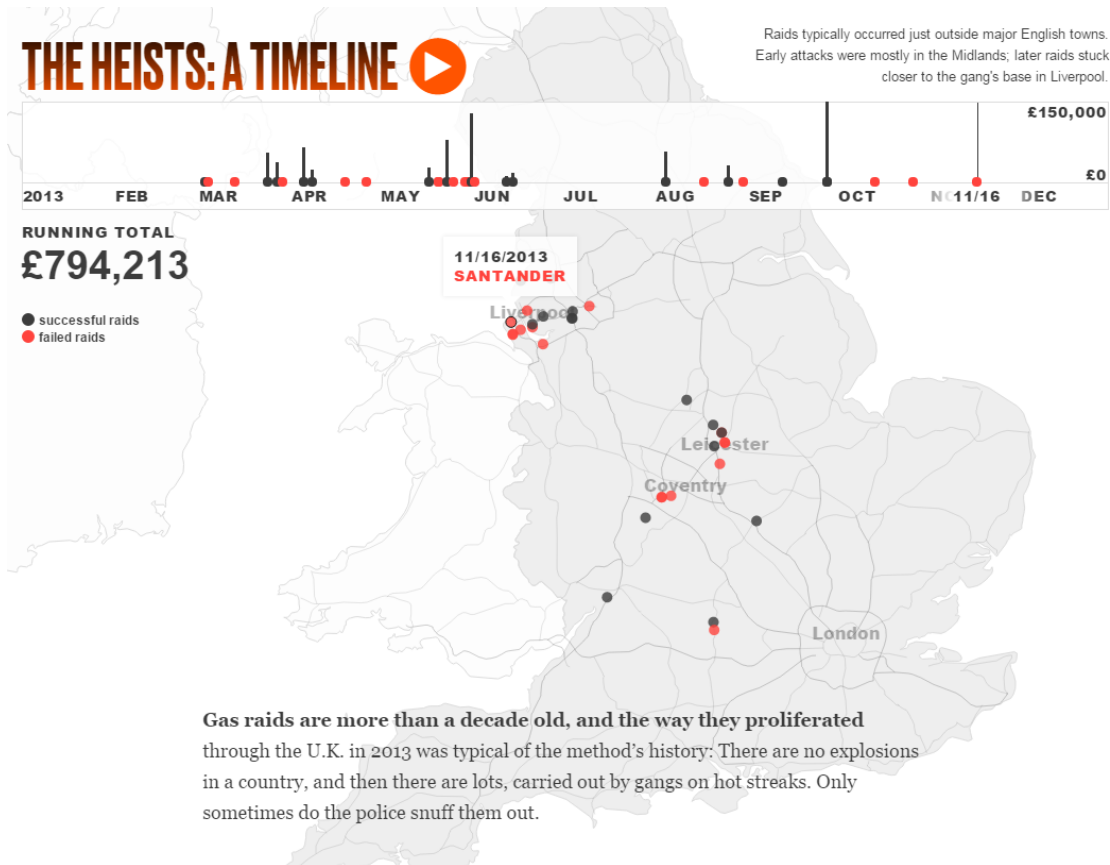 THE HEISTS: A TIMELINE
Raids typically occurred just outside major English towns.
Early attacks were mostly in the Midlands; later raids stuck
closer to the gang's base in Liverpool.
£150,000
£0
2013 FEB MAR APR MAY JUN JUL AUG SEP OCT 11/16 DEC
RUNNING TOTAL
£794,213
successful raids
failed raids
11/16/2013
SANTANDER
Liverpool
Leicester
Coventry
London
Gas raids are more than a decade old, and the way they proliferated
through the U.K. in 2013 was typical of the method’s history: There are no explosions
in a country, and then there are lots, carried out by gangs on hot streaks. Only
sometimes do the police snuff them out.